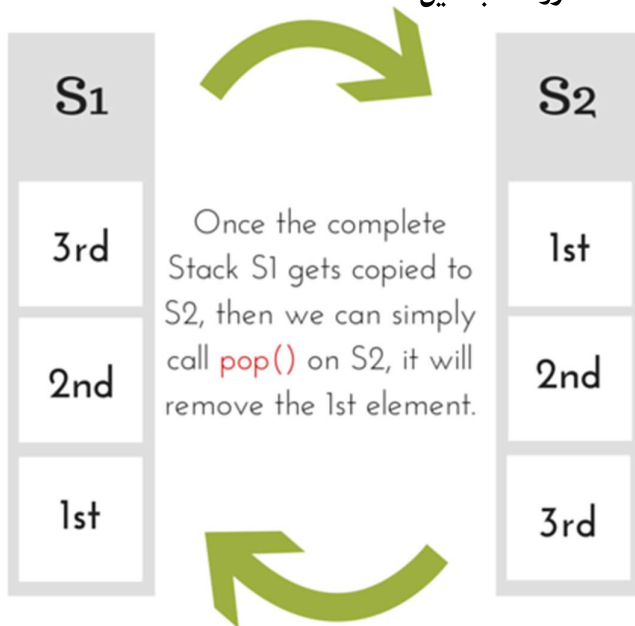 S1
3rd
2nd
1st
Once the complete
Stack S1 gets copied to
S2, then we can simply
call pop() on S2, it will
remove the 1st element.
S2
1st
2nd
3rd